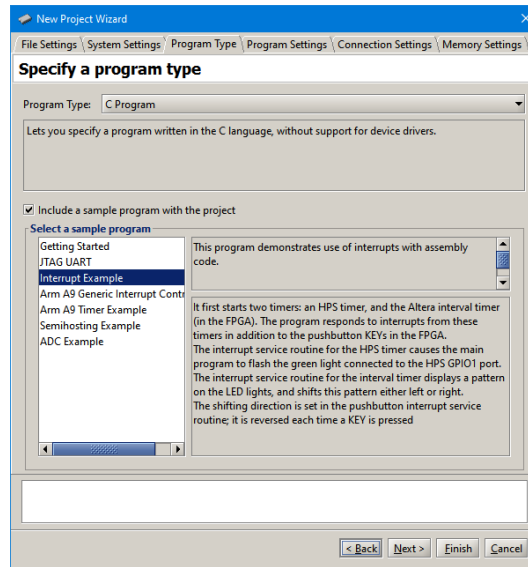 New Project Wizard
File Settings System Settings Program Type Program Settings Connection Settings Memory Settings
Specify a program type
Program Type: C Program
Lets you specify a program written in the C language, without support for device drivers.
Include a sample program with the project
Select a sample program
Getting Started
JTAG UART
Interrupt Example
Arm A9 Generic Interrupt Contr
Arm A9 Timer Example
Semihosting Example
ADC Example
This program demonstrates use of interrupts with assembly
code.
It first starts two timers: an HPS timer, and the Altera interval timer
(in the FPGA). The program responds to interrupts from these
timers in addition to the pushbutton KEYs in the FPGA.
The interrupt service routine for the HPS timer causes the main
program to flash the green light connected to the HPS GPIO1 port.
The interrupt service routine for the interval timer displays a pattern
on the LED lights, and shifts this pattern either left or right.
The shifting direction is set in the pushbutton interrupt service
routine; it is reversed each time a KEY is pressed
< Back Next > Finish Cancel